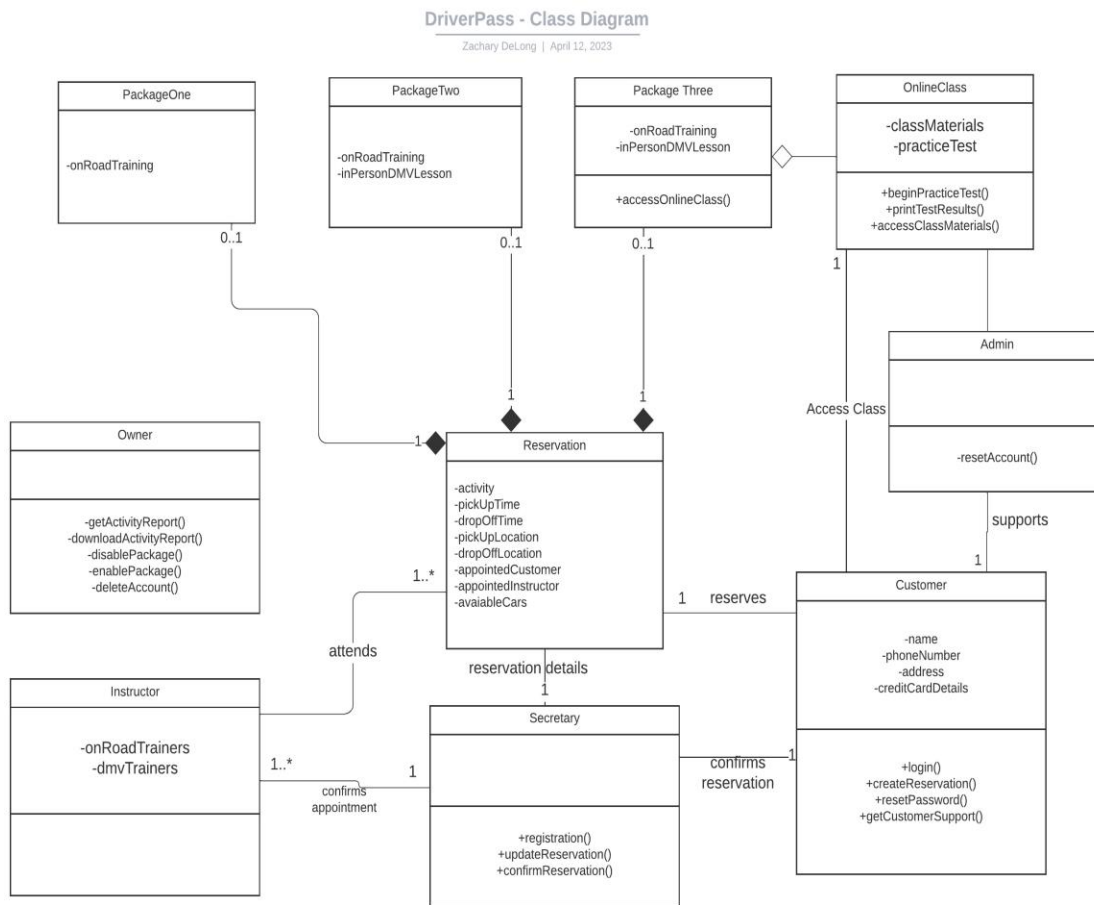 DriverPass - Class Diagram
Zachary DeLong | April 12, 2023
PackageOne
-onRoadTraining
0..1
PackageTwo
-onRoadTraining
-inPersonDMVLesson
0..1
Package Three
-onRoadTraining
-inPersonDMVLesson
+accessOnlineClass()
0..1
OnlineClass
-classMaterials
-practiceTest
+beginPracticeTest()
+printTestResults()
+accessClassMaterials()
1
Access Class
Admin
-resetAccount()
supports
1
Owner
-getActivityReport()
-downloadActivityReport()
-disablePackage()
-enablePackage()
-deleteAccount()
1
1
1
Reservation
-activity
-pickUpTime
-dropOffTime
-pickUpLocation
-dropOffLocation
-appointedCustomer
-appointedInstructor
-avaiableCars
1..*
attends
1 reserves
reservation details
1
Customer
-name
-phoneNumber
-address
-creditCardDetails
+login()
+createReservation()
+resetPassword()
+getCustomerSupport()
Instructor
-onRoadTrainers
-dmvTrainers
1..*
confirms
appointment
1
Secretary
+registration()
+updateReservation()
+confirmReservation()
confirms
reservation
1